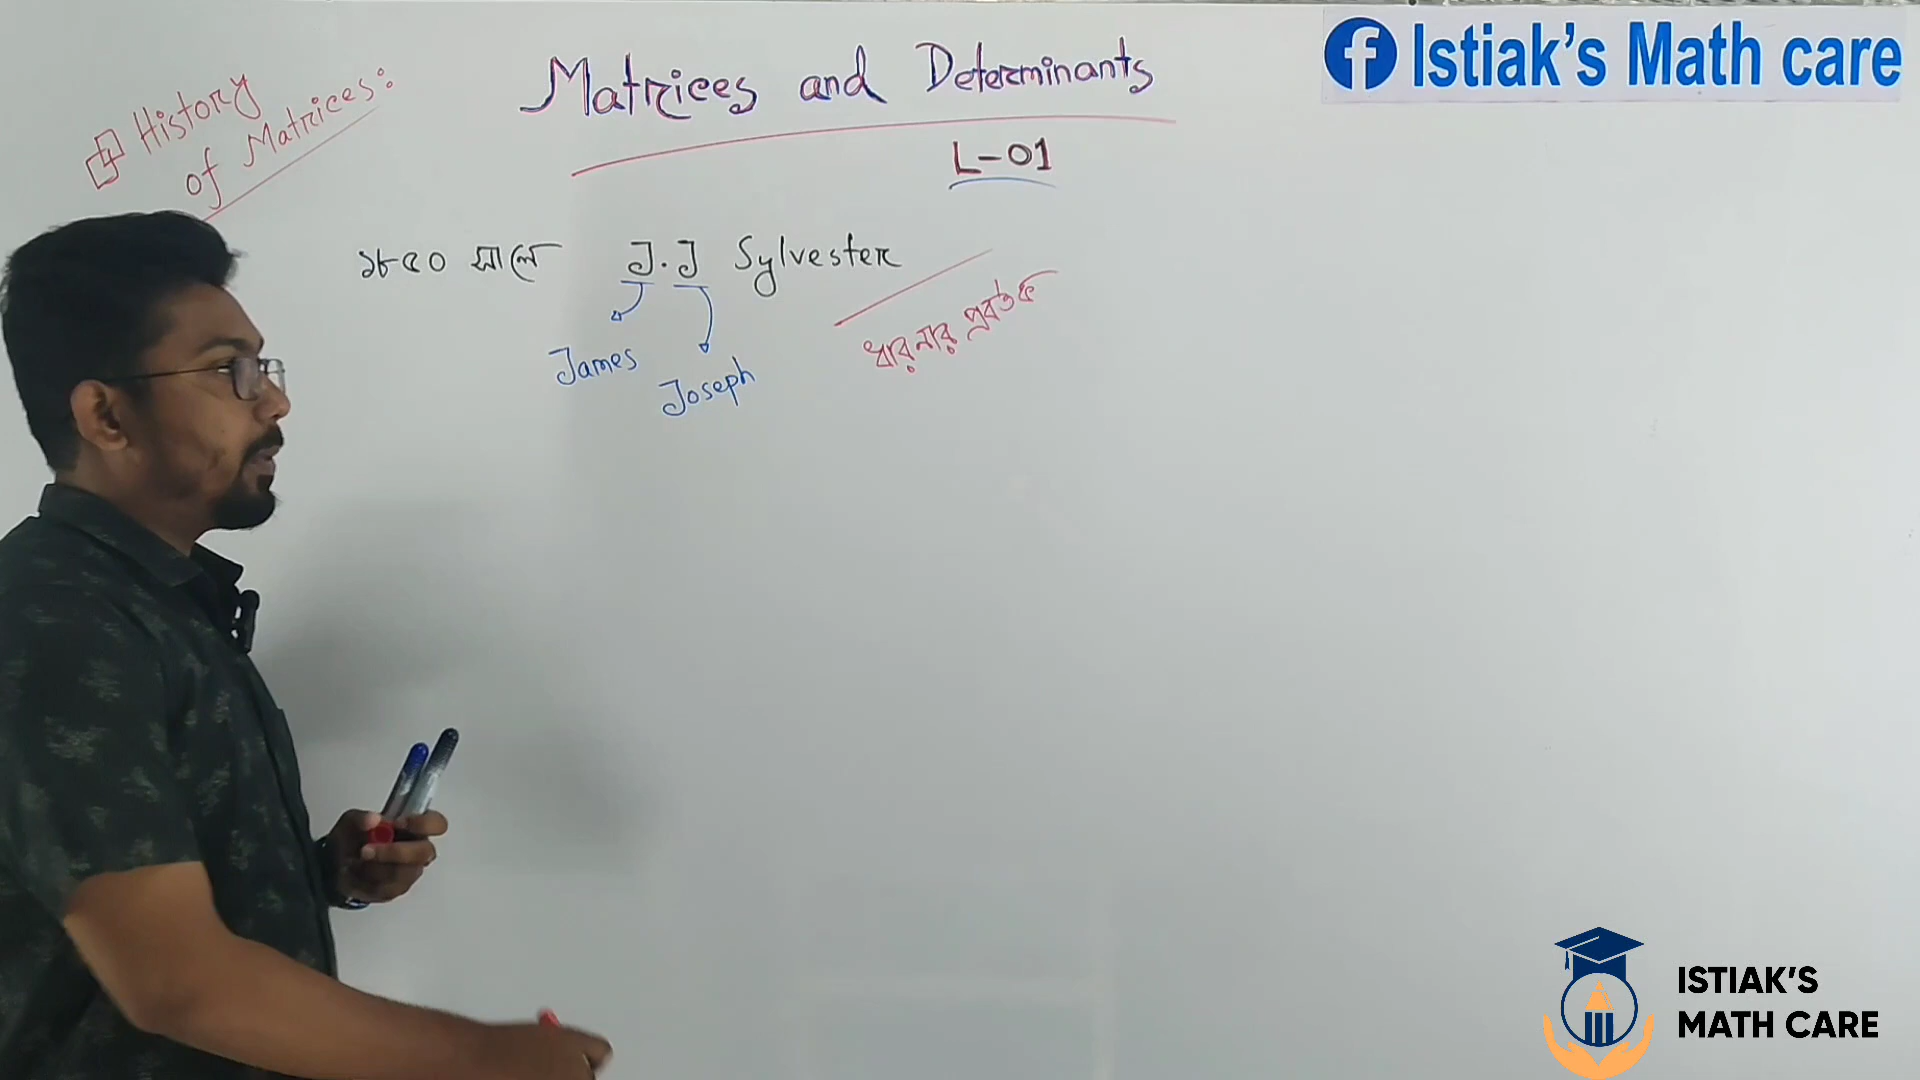 Matrices and Determinants
L-01
History
of Matrices:
১৮৫০ সালে J.J Sylvester
James
Joseph
ধারনার প্রবর্তক
Istiak's Math care
ISTIAK'S
MATH CARE